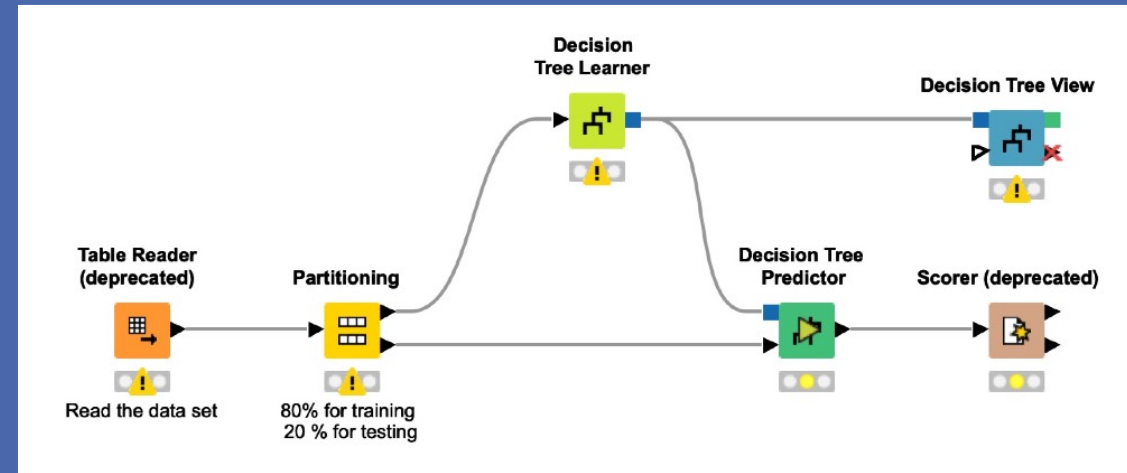 Decision
Tree Learner
Decision Tree View
Table Reader
(deprecated)
Partitioning
Decision Tree
Predictor
Scorer (deprecated)
Read the data set
80% for training
20 % for testing